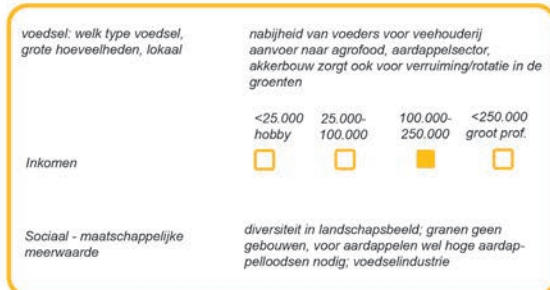 voedsel: welk type voedsel,
grote hoeveelheden, lokaal
nabijheid van voeders voor veehouderij
aanvoer naar agrofood, aardappelsector,
akkerbouw zorgt ook voor verruiming/rotatie in de
groenten
<25.000
hobby
25.000-
100.000
100.000-
250.000
<250.000
groot prof.
Inkomen
Sociaal - maatschappelijke
meerwaarde
diversiteit in landschapsbeeld; granen geen
gebouwen, voor aardappelen wel hoge aardap-
pelloodsen nodig; voedselindustrie